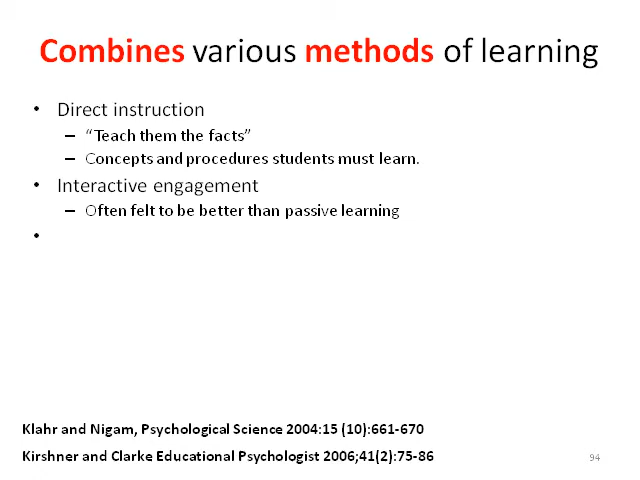 Combines various methods of learning
• Direct instruction
– “Teach them the facts”
– Concepts and procedures students must learn.
• Interactive engagement
– Often felt to be better than passive learning
•
Klahr and Nigam, Psychological Science 2004:15 (10):661-670
Kirshner and Clarke Educational Psychologist 2006;41(2):75-86
94